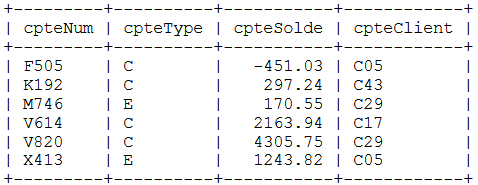 +---------+----------+-----------+------------+
| cpteNum | cpteType | cpteSolde | cpteClient |
+---------+----------+-----------+------------+
| F505    | C        |   -451.03 | C05        |
| K192    | C        |    297.24 | C43        |
| M746    | E        |    170.55 | C29        |
| V614    | C        |   2163.94 | C17        |
| V820    | C        |   4305.75 | C29        |
| X413    | E        |   1243.82 | C05        |
+---------+----------+-----------+------------+